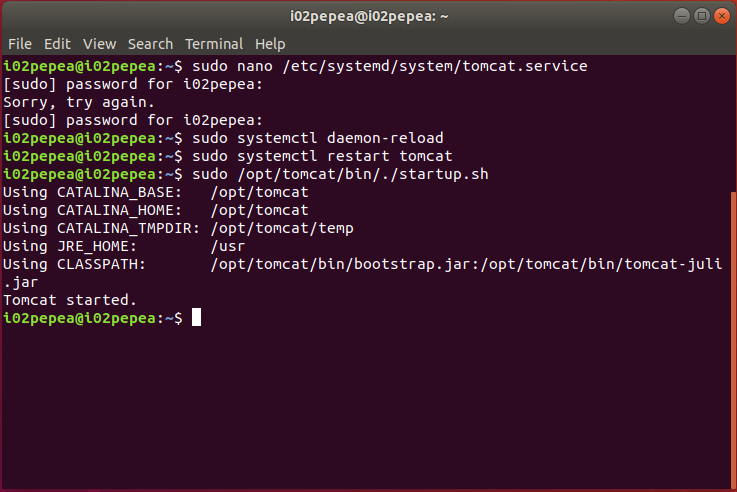 i02pepea@i02pepea: ~
File Edit View Search Terminal Help
i02pepea@i02pepea:~$ sudo nano /etc/systemd/system/tomcat.service
[sudo] password for i02pepea:
Sorry, try again.
[sudo] password for i02pepea:
i02pepea@i02pepea:~$ sudo systemctl daemon-reload
i02pepea@i02pepea:~$ sudo systemctl restart tomcat
i02pepea@i02pepea:~$ sudo /opt/tomcat/bin/./startup.sh
Using CATALINA_BASE:   /opt/tomcat
Using CATALINA_HOME:   /opt/tomcat
Using CATALINA_TMPDIR: /opt/tomcat/temp
Using JRE_HOME:        /usr
Using CLASSPATH:       /opt/tomcat/bin/bootstrap.jar:/opt/tomcat/bin/tomcat-juli
.jar
Tomcat started.
i02pepea@i02pepea:~$